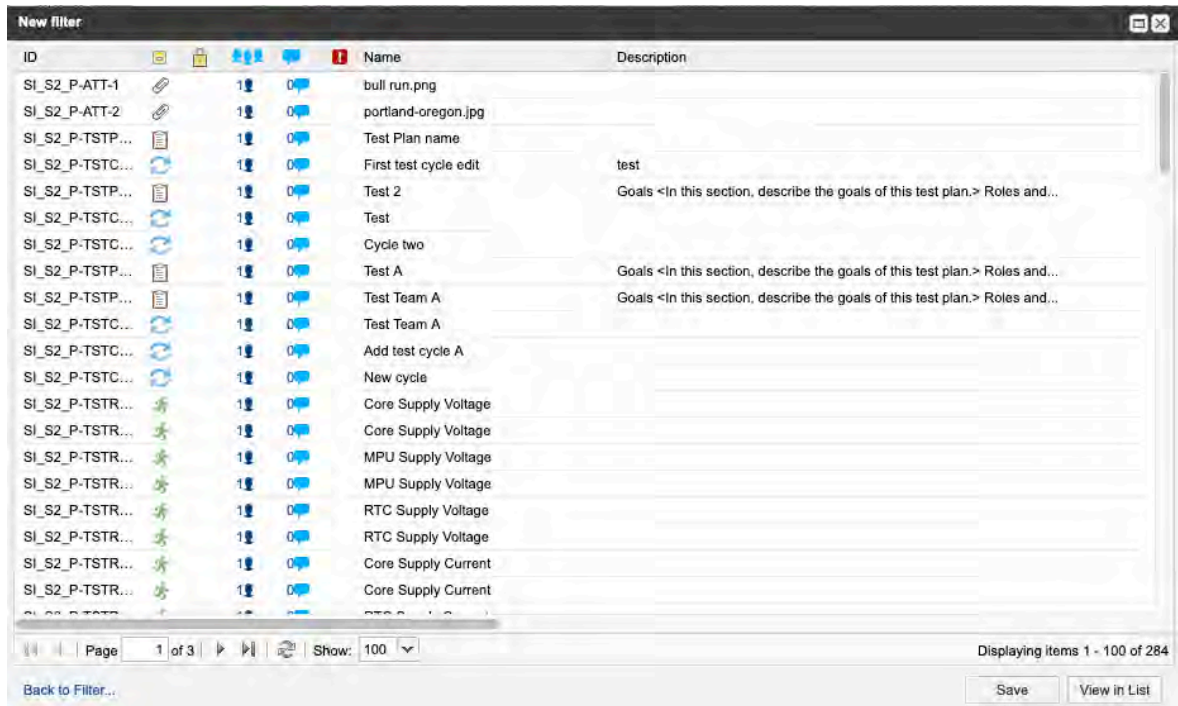 New filter
ID Name Description
SI_S2_P-ATT-1 1 0 bull run.png
SI_S2_P-ATT-2 1 0 portland-oregon.jpg
SI_S2_P-TSTP... 1 0 Test Plan name
SI_S2_P-TSTC... 1 0 First test cycle edit test
SI_S2_P-TSTP... 1 0 Test 2 Goals <In this section, describe the goals of this test plan.> Roles and...
SI_S2_P-TSTC... 1 0 Test
SI_S2_P-TSTC... 1 0 Cycle two
SI_S2_P-TSTP... 1 0 Test A Goals <In this section, describe the goals of this test plan.> Roles and...
SI_S2_P-TSTP... 1 0 Test Team A Goals <In this section, describe the goals of this test plan.> Roles and...
SI_S2_P-TSTC... 1 0 Test Team A
SI_S2_P-TSTC... 1 0 Add test cycle A
SI_S2_P-TSTC... 1 0 New cycle
SI_S2_P-TSTR... 1 0 Core Supply Voltage
SI_S2_P-TSTR... 1 0 Core Supply Voltage
SI_S2_P-TSTR... 1 0 MPU Supply Voltage
SI_S2_P-TSTR... 1 0 MPU Supply Voltage
SI_S2_P-TSTR... 1 0 RTC Supply Voltage
SI_S2_P-TSTR... 1 0 RTC Supply Voltage
SI_S2_P-TSTR... 1 0 Core Supply Current
SI_S2_P-TSTR... 1 0 Core Supply Current
Page 1 of 3 Show: 100 Displaying items 1 - 100 of 284
Back to Filter... Save View in List